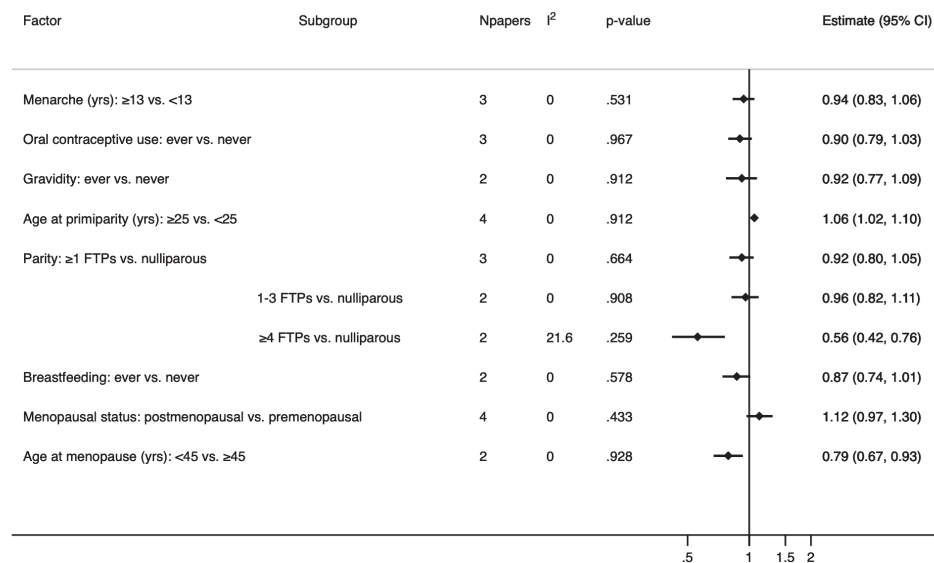 Factor Subgroup Npapers I² p-value Estimate (95% CI)
Menarche (yrs): ≥13 vs. <13 3 0 .531 0.94 (0.83, 1.06)
Oral contraceptive use: ever vs. never 3 0 .967 0.90 (0.79, 1.03)
Gravidity: ever vs. never 2 0 .912 0.92 (0.77, 1.09)
Age at primiparity (yrs): ≥25 vs. <25 4 0 .912 1.06 (1.02, 1.10)
Parity: ≥1 FTPs vs. nulliparous 3 0 .664 0.92 (0.80, 1.05)
1-3 FTPs vs. nulliparous 2 0 .908 0.96 (0.82, 1.11)
≥4 FTPs vs. nulliparous 2 21.6 .259 0.56 (0.42, 0.76)
Breastfeeding: ever vs. never 2 0 .578 0.87 (0.74, 1.01)
Menopausal status: postmenopausal vs. premenopausal 4 0 .433 1.12 (0.97, 1.30)
Age at menopause (yrs): <45 vs. ≥45 2 0 .928 0.79 (0.67, 0.93)
.5 1 1.5 2